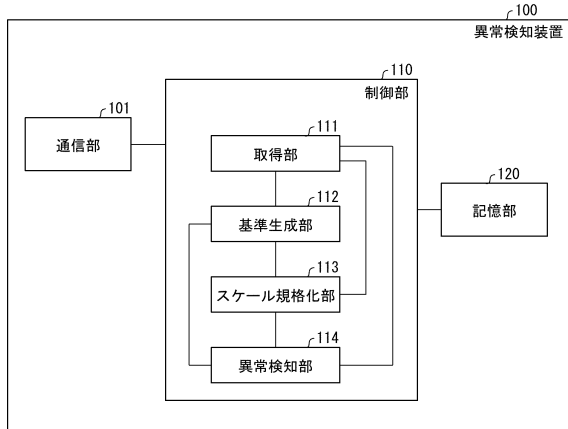 100
異常検知装置
110
制御部
101
通信部
111
取得部
112
基準生成部
113
スケール規格化部
114
異常検知部
120
記憶部